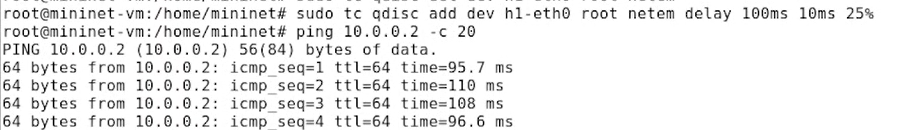 root@mininet-vm:/home/mininet# sudo tc qdisc add dev h1-eth0 root netem delay 100ms 10ms 25%
root@mininet-vm:/home/mininet# ping 10.0.0.2 -c 20
PING 10.0.0.2 (10.0.0.2) 56(84) bytes of data.
64 bytes from 10.0.0.2: icmp_seq=1 ttl=64 time=95.7 ms
64 bytes from 10.0.0.2: icmp_seq=2 ttl=64 time=110 ms
64 bytes from 10.0.0.2: icmp_seq=3 ttl=64 time=108 ms
64 bytes from 10.0.0.2: icmp_seq=4 ttl=64 time=96.6 ms